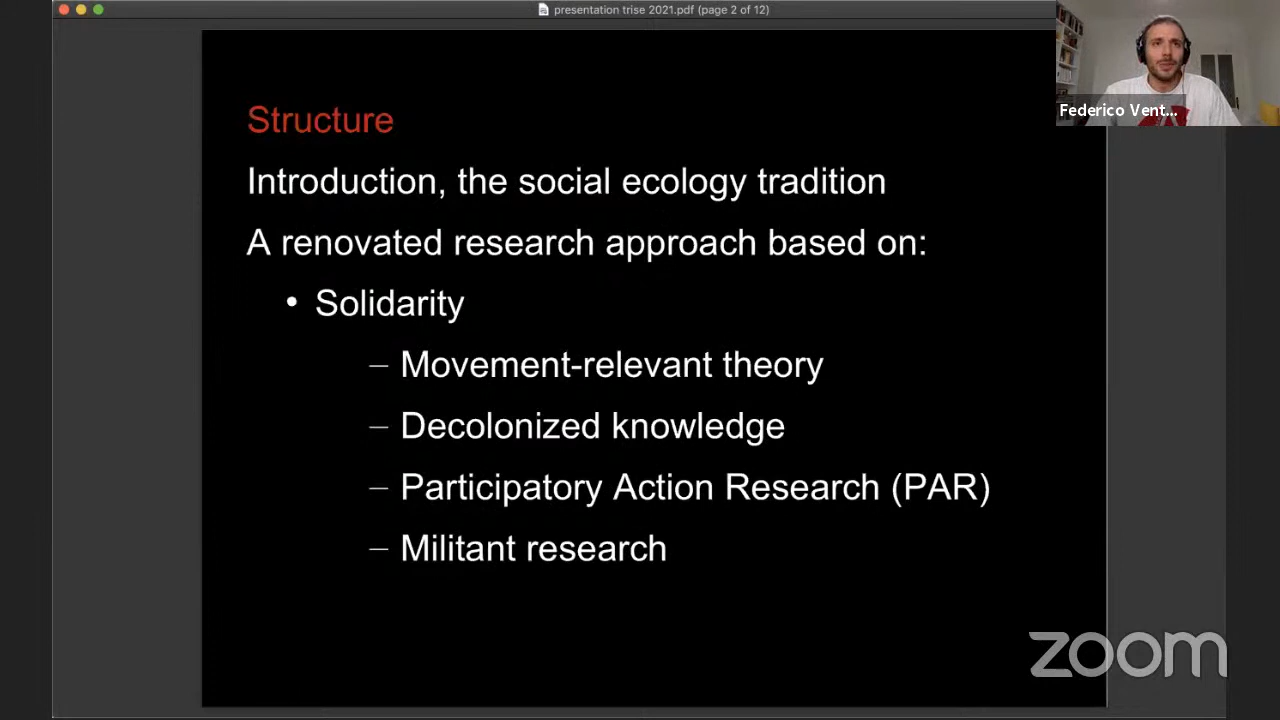 presentation trise 2021.pdf (page 2 of 12)
Federico Vent...
Structure
Introduction, the social ecology tradition
A renovated research approach based on:
• Solidarity
– Movement-relevant theory
– Decolonized knowledge
– Participatory Action Research (PAR)
– Militant research
zoom